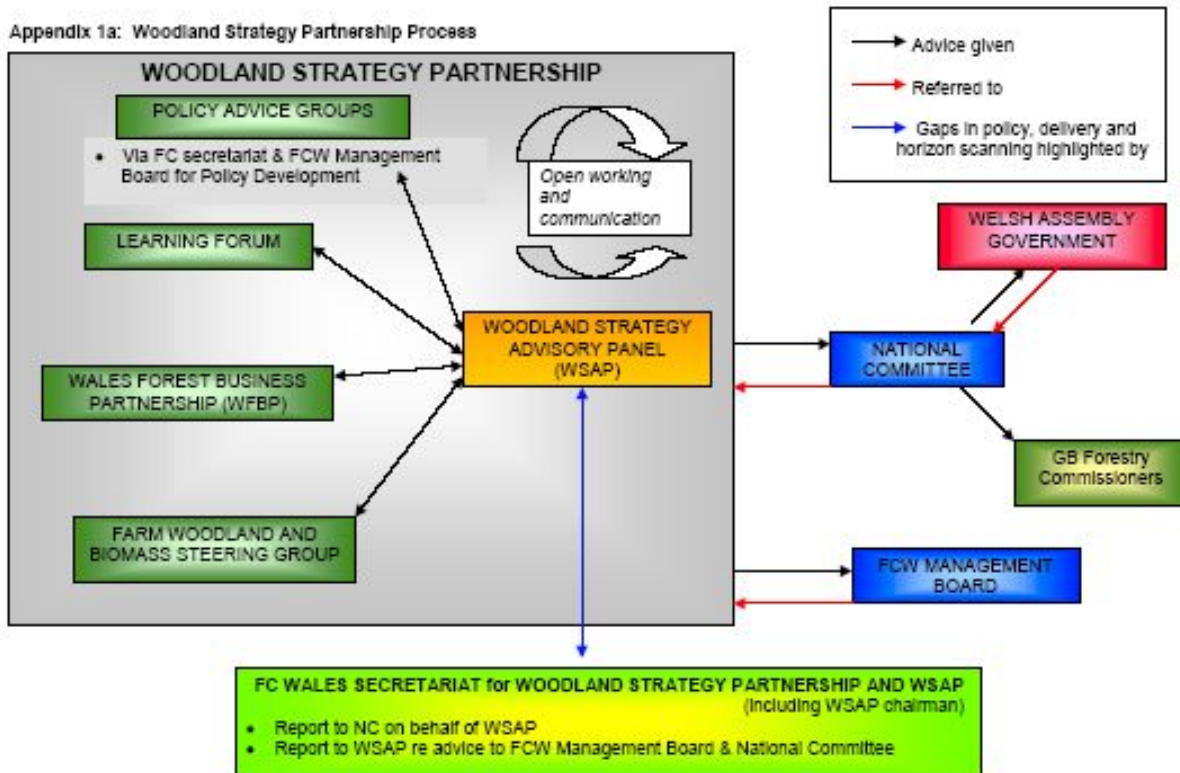 Appendix 1a: Woodland Strategy Partnership Process
WOODLAND STRATEGY PARTNERSHIP
POLICY ADVICE GROUPS
• Via FC secretariat & FCW Management
Board for Policy Development
Open working
and
communication
LEARNING FORUM
WOODLAND STRATEGY
ADVISORY PANEL
(WSAP)
WALES FOREST BUSINESS
PARTNERSHIP (WFBP)
FARM WOODLAND AND
BIOMASS STEERING GROUP
Advice given
Referred to
Gaps in policy, delivery and
horizon scanning highlighted by
WELSH ASSEMBLY
GOVERNMENT
NATIONAL
COMMITTEE
GB Forestry
Commissioners
FCW MANAGEMENT
BOARD
FC WALES SECRETARIAT for WOODLAND STRATEGY PARTNERSHIP AND WSAP
(including WSAP chairman)
• Report to NC on behalf of WSAP
• Report to WSAP re advice to FCW Management Board & National Committee